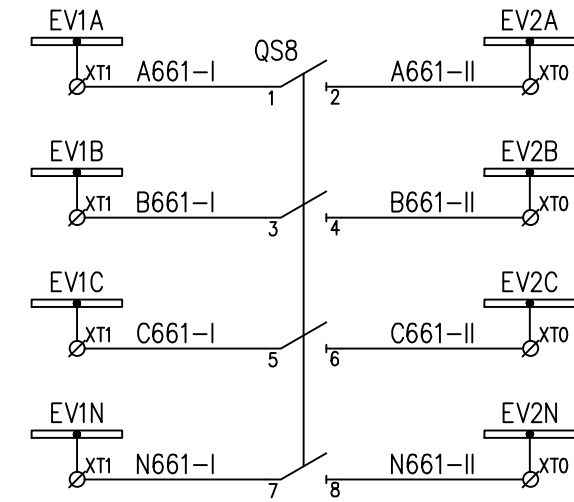 EV1A QS8 EV2A
XT1 A661-I A661-II XT0
1 2
EV1B EV2B
XT1 B661-I B661-II XT0
3 4
EV1C EV2C
XT1 C661-I C661-II XT0
5 6
EV1N EV2N
XT1 N661-I N661-II XT0
7 8